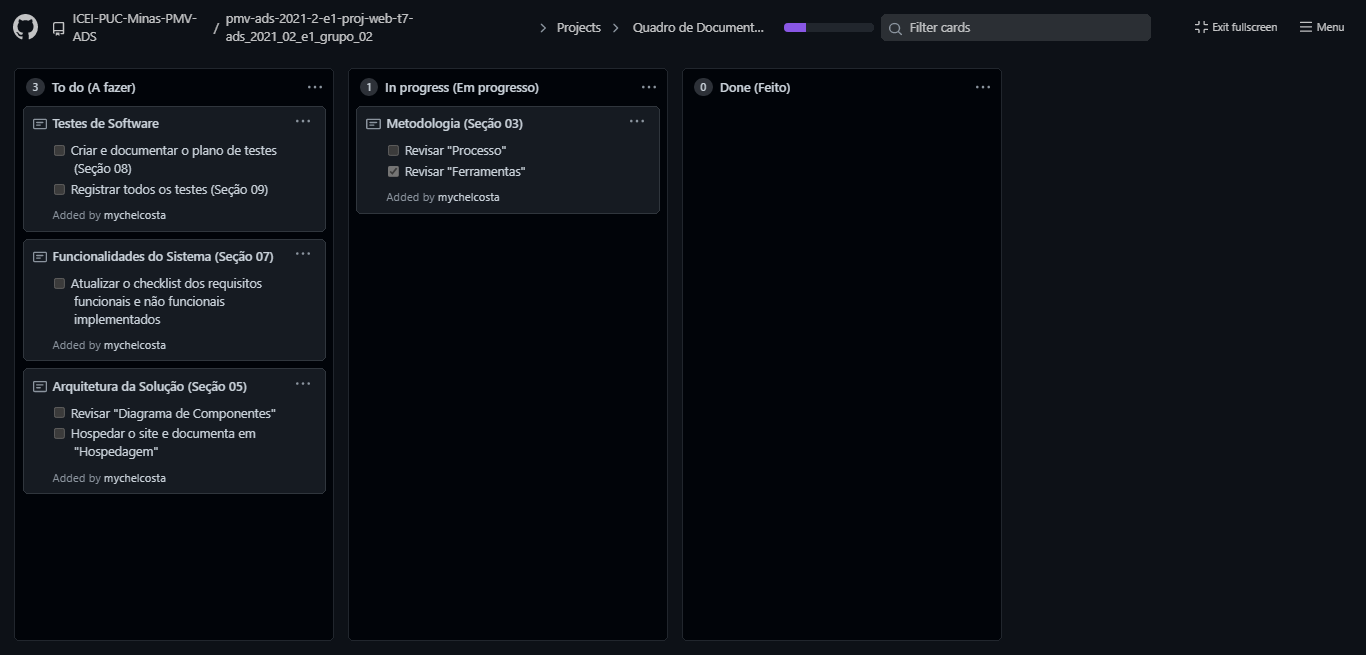 ICEI-PUC-Minas-PMV-
ADS
/
pmv-ads-2021-2-e1-proj-web-t7-
ads_2021_02_e1_grupo_02
Projects
Quadro de Document...
Filter cards
Exit fullscreen
Menu
3 To do (A fazer)
Testes de Software
Criar e documentar o plano de testes
(Seção 08)
Registrar todos os testes (Seção 09)
Added by mychelcosta
Funcionalidades do Sistema (Seção 07)
Atualizar o checklist dos requisitos
funcionais e não funcionais
implementados
Added by mychelcosta
Arquitetura da Solução (Seção 05)
Revisar "Diagrama de Componentes"
Hospedar o site e documenta em
"Hospedagem"
Added by mychelcosta
1 In progress (Em progresso)
Metodologia (Seção 03)
Revisar "Processo"
Revisar "Ferramentas"
Added by mychelcosta
0 Done (Feito)